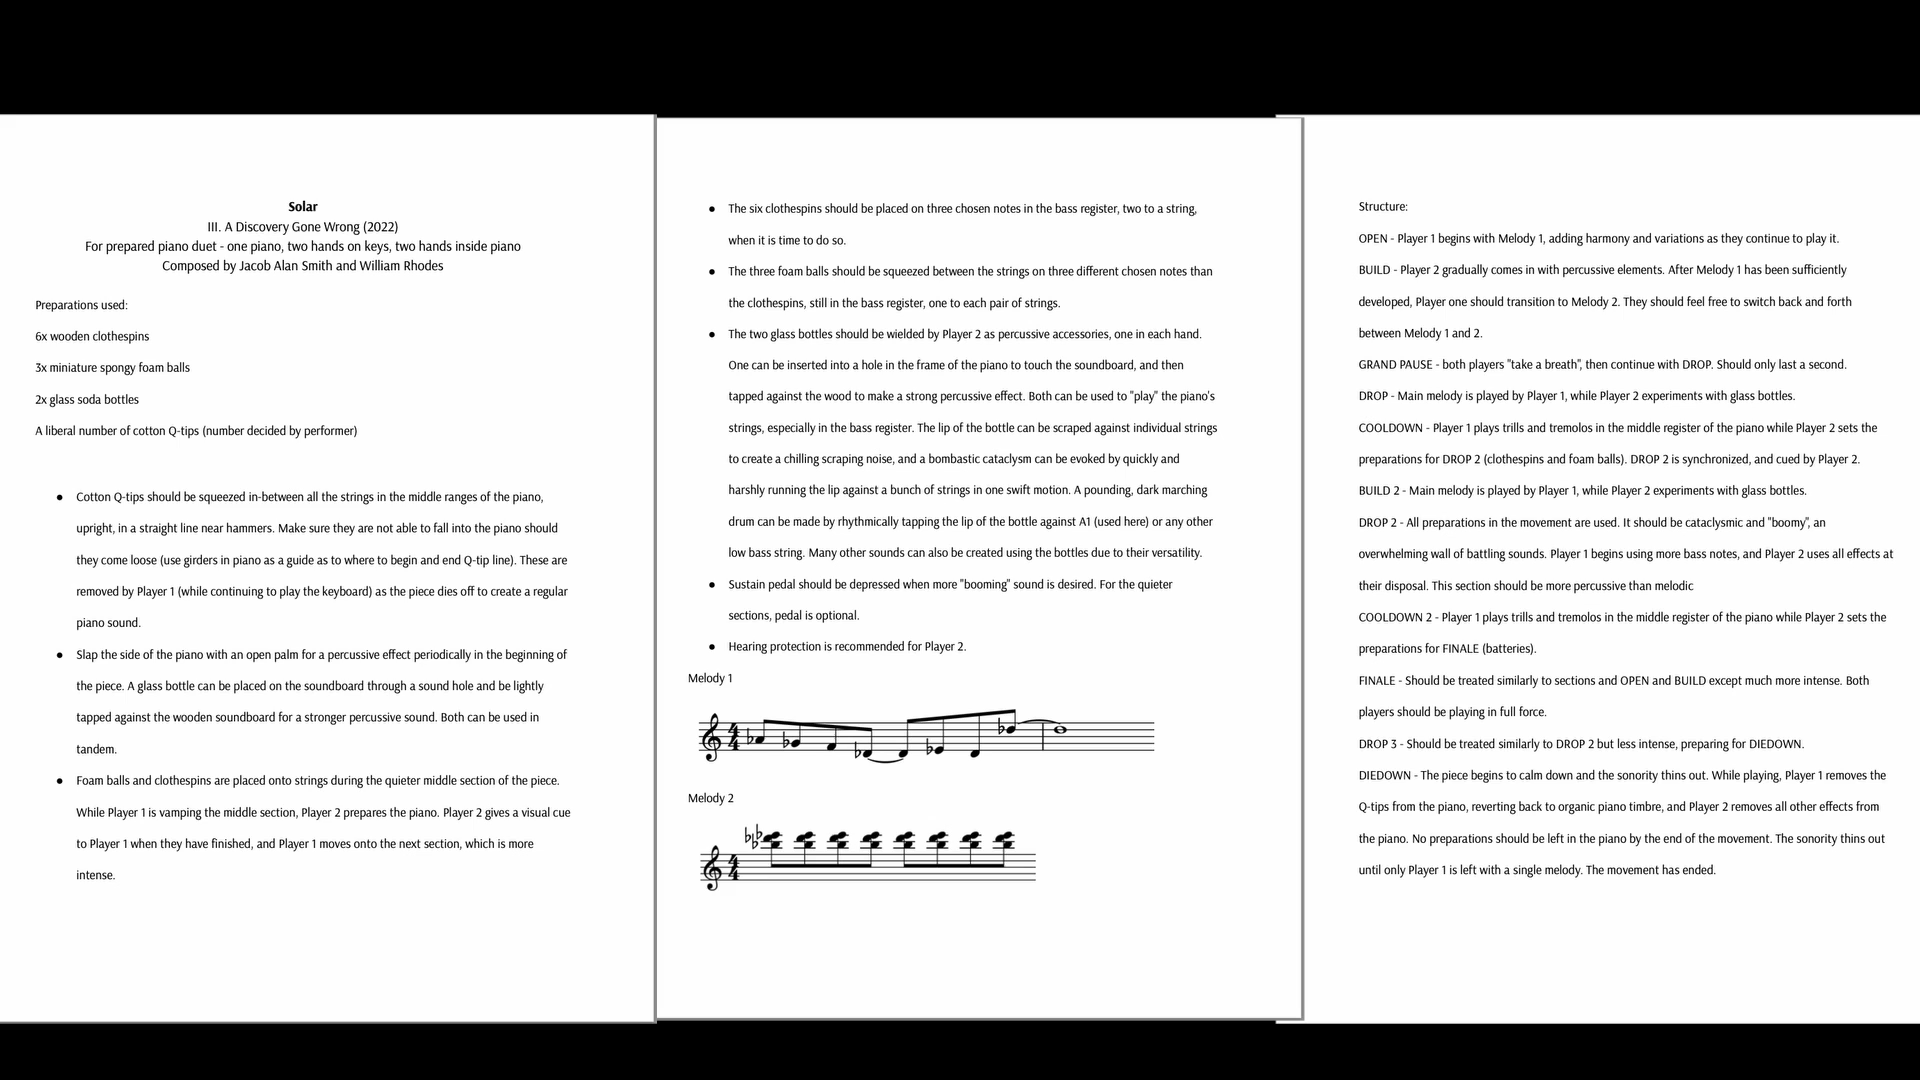 Solar
III. A Discovery Gone Wrong (2022)
For prepared piano duet - one piano, two hands on keys, two hands inside piano
Composed by Jacob Alan Smith and William Rhodes
Preparations used:
6x wooden clothespins
3x miniature spongy foam balls
2x glass soda bottles
A liberal number of cotton Q-tips (number decided by performer)
● Cotton Q-tips should be squeezed in-between all the strings in the middle ranges of the piano,
upright, in a straight line near hammers. Make sure they are not able to fall into the piano should
they come loose (use girders in piano as a guide as to where to begin and end Q-tip line). These are
removed by Player 1 (while continuing to play the keyboard) as the piece dies off to create a regular
piano sound.
● Slap the side of the piano with an open palm for a percussive effect periodically in the beginning of
the piece. A glass bottle can be placed on the soundboard through a sound hole and be lightly
tapped against the wooden soundboard for a stronger percussive sound. Both can be used in
tandem.
● Foam balls and clothespins are placed onto strings during the quieter middle section of the piece.
While Player 1 is vamping the middle section, Player 2 prepares the piano. Player 2 gives a visual cue
to Player 1 when they have finished, and Player 1 moves onto the next section, which is more
intense.
● The six clothespins should be placed on three chosen notes in the bass register, two to a string,
when it is time to do so.
● The three foam balls should be squeezed between the strings on three different chosen notes than
the clothespins, still in the bass register, one to each pair of strings.
● The two glass bottles should be wielded by Player 2 as percussive accessories, one in each hand.
One can be inserted into a hole in the frame of the piano to touch the soundboard, and then
tapped against the wood to make a strong percussive effect. Both can be used to "play" the piano's
strings, especially in the bass register. The lip of the bottle can be scraped against individual strings
to create a chilling scraping noise, and a bombastic cataclysm can be evoked by quickly and
harshly running the lip against a bunch of strings in one swift motion. A pounding, dark marching
drum can be made by rhythmically tapping the lip of the bottle against A1 (used here) or any other
low bass string. Many other sounds can also be created using the bottles due to their versatility.
● Sustain pedal should be depressed when more "booming" sound is desired. For the quieter
sections, pedal is optional.
● Hearing protection is recommended for Player 2.
Melody 1
4
4
Melody 2
4
4
Structure:
OPEN - Player 1 begins with Melody 1, adding harmony and variations as they continue to play it.
BUILD - Player 2 gradually comes in with percussive elements. After Melody 1 has been sufficiently
developed, Player one should transition to Melody 2. They should feel free to switch back and forth
between Melody 1 and 2.
GRAND PAUSE - both players "take a breath", then continue with DROP. Should only last a second.
DROP - Main melody is played by Player 1, while Player 2 experiments with glass bottles.
COOLDOWN - Player 1 plays trills and tremolos in the middle register of the piano while Player 2 sets the
preparations for DROP 2 (clothespins and foam balls). DROP 2 is synchronized, and cued by Player 2.
BUILD 2 - Main melody is played by Player 1, while Player 2 experiments with glass bottles.
DROP 2 - All preparations in the movement are used. It should be cataclysmic and "boomy", an
overwhelming wall of battling sounds. Player 1 begins using more bass notes, and Player 2 uses all effects at
their disposal. This section should be more percussive than melodic
COOLDOWN 2 - Player 1 plays trills and tremolos in the middle register of the piano while Player 2 sets the
preparations for FINALE (batteries).
FINALE - Should be treated similarly to sections and OPEN and BUILD except much more intense. Both
players should be playing in full force.
DROP 3 - Should be treated similarly to DROP 2 but less intense, preparing for DIEDOWN.
DIEDOWN - The piece begins to calm down and the sonority thins out. While playing, Player 1 removes the
Q-tips from the piano, reverting back to organic piano timbre, and Player 2 removes all other effects from
the piano. No preparations should be left in the piano by the end of the movement. The sonority thins out
until only Player 1 is left with a single melody. The movement has ended.